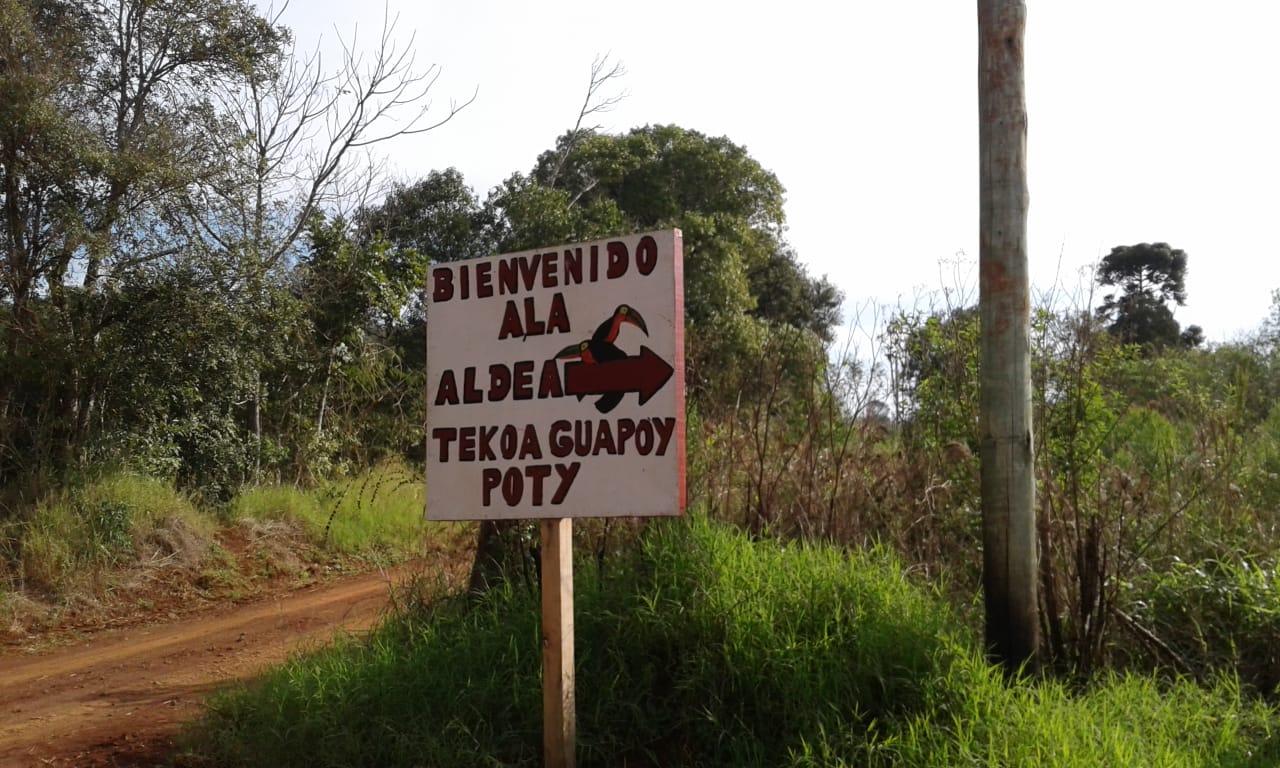 BIENVENIDO
ALA
ALDEA
TEKOA GUAPOY
POTY